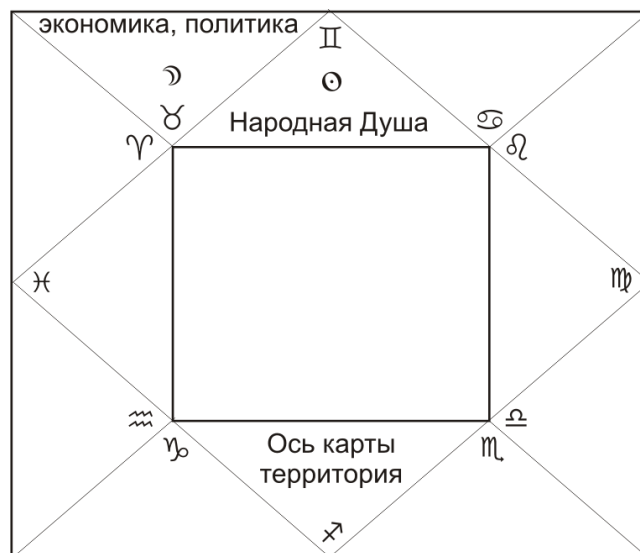 экономика, политика
♊
☽ ☉
♉ Народная Душа ♋
♈ ♌
♓ ♍
♒ ♎
♑ Ось карты ♏
территория
♐